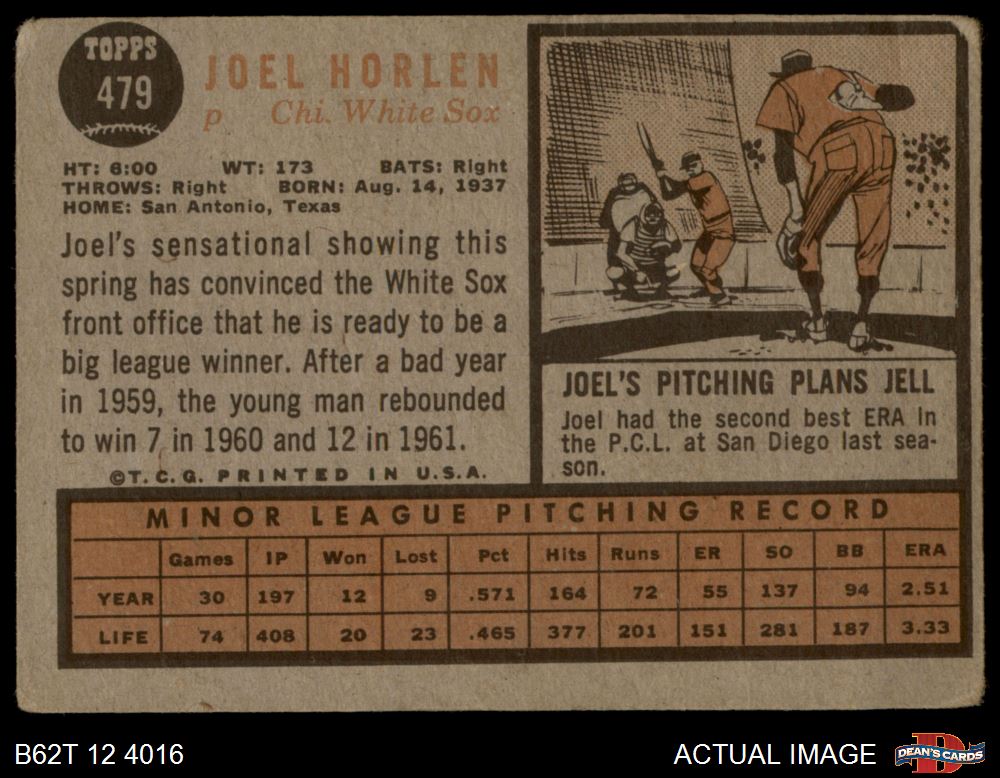 TOPPS
479
JOEL HORLEN
p Chi. White Sox
HT: 6:00 WT: 173 BATS: Right
THROWS: Right BORN: Aug. 14, 1937
HOME: San Antonio, Texas
Joel's sensational showing this
spring has convinced the White Sox
front office that he is ready to be a
big league winner. After a bad year
in 1959, the young man rebounded
to win 7 in 1960 and 12 in 1961.
©T.C.G. PRINTED IN U.S.A.
JOEL'S PITCHING PLANS JELL
Joel had the second best ERA in
the P.C.L. at San Diego last sea-
son.
MINOR LEAGUE PITCHING RECORD
Games IP Won Lost Pct Hits Runs ER SO BB ERA
YEAR 30 197 12 9 .571 164 72 55 137 94 2.51
LIFE 74 408 20 23 .465 377 201 151 281 187 3.33
B62T 12 4016
ACTUAL IMAGE
D
DEAN'S CARDS